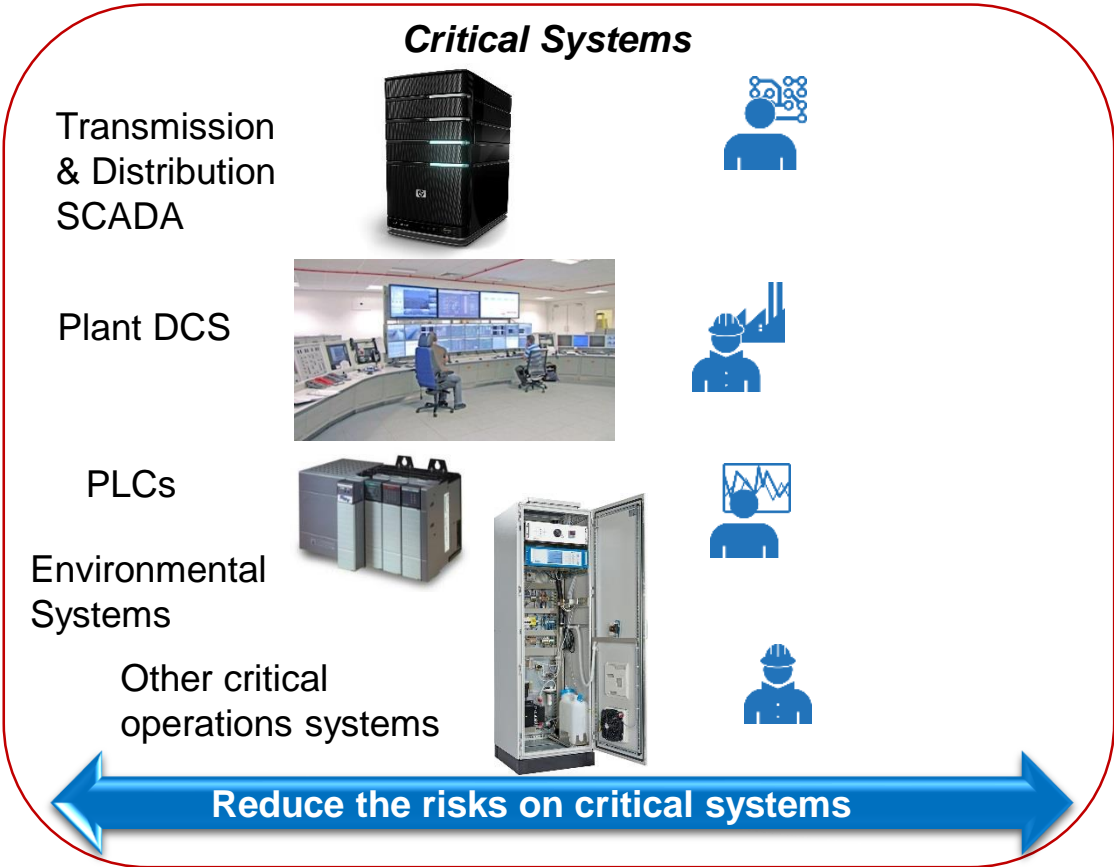 Critical Systems
Transmission
& Distribution
SCADA
Plant DCS
PLCs
Environmental
Systems
Other critical
operations systems
Reduce the risks on critical systems